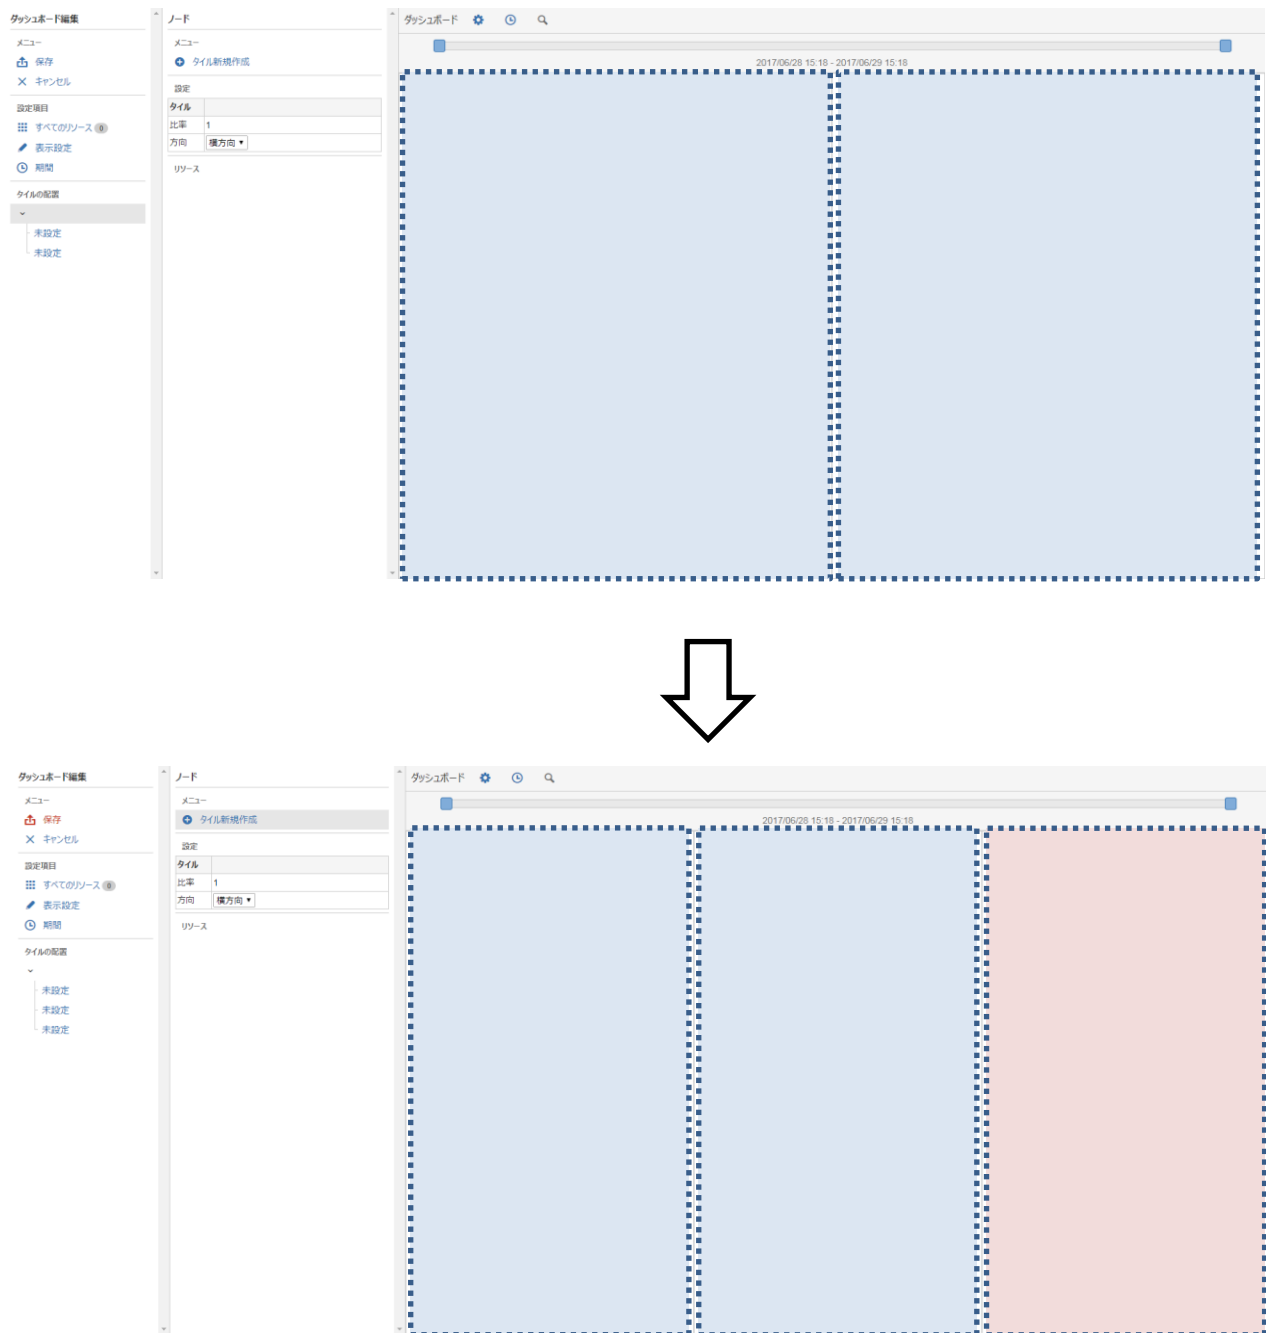 ダッシュボード編集
メニュー
保存
キャンセル
設定項目
すべてのリソース 0
表示設定
期間
タイルの配置
未設定
未設定
ノード
メニュー
タイル新規作成
設定
タイル
比率 1
方向 横方向
リソース
ダッシュボード
2017/06/28 15:18 - 2017/06/29 15:18
ダッシュボード編集
メニュー
保存
キャンセル
設定項目
すべてのリソース 0
表示設定
期間
タイルの配置
未設定
未設定
未設定
ノード
メニュー
タイル新規作成
設定
タイル
比率 1
方向 横方向
リソース
ダッシュボード
2017/06/28 15:18 - 2017/06/29 15:18